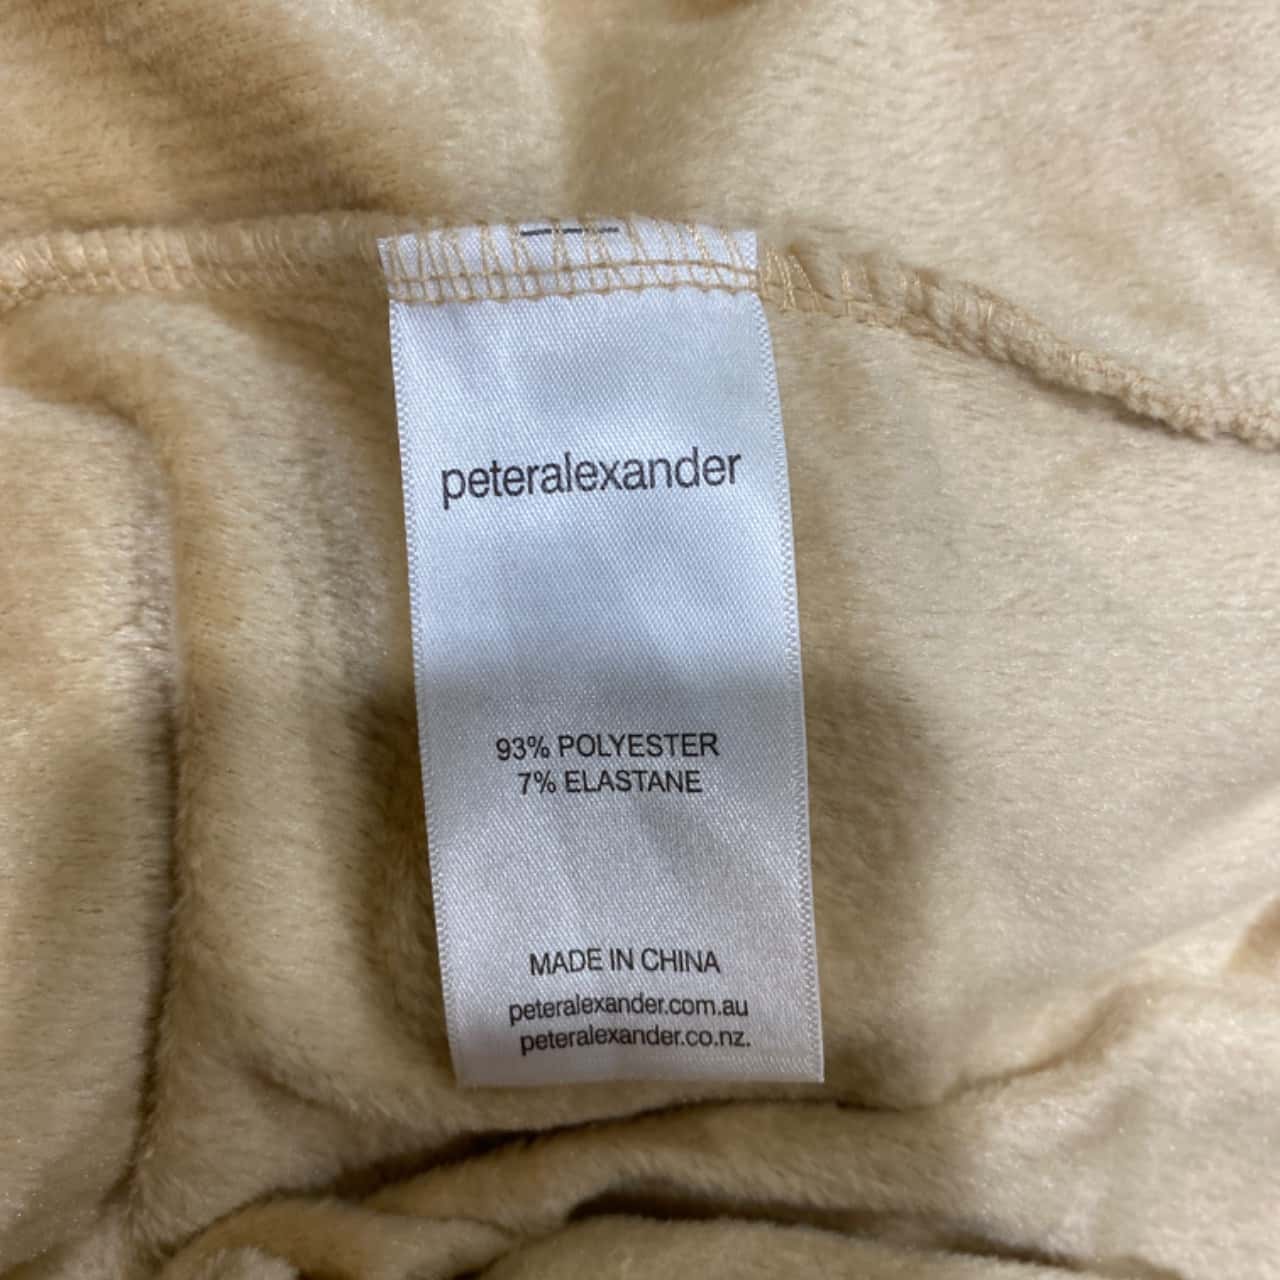 peteralexander
93% POLYESTER
7% ELASTANE
MADE IN CHINA
peteralexander.com.au
peteralexander.co.nz.